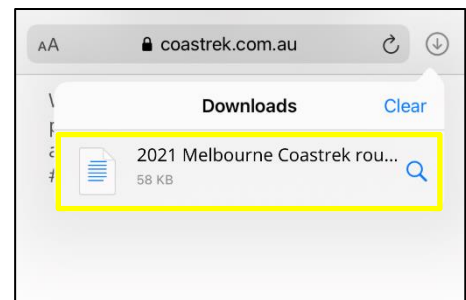 AA coastrek.com.au
Downloads Clear
2021 Melbourne Coastrek rou...
58 KB
#